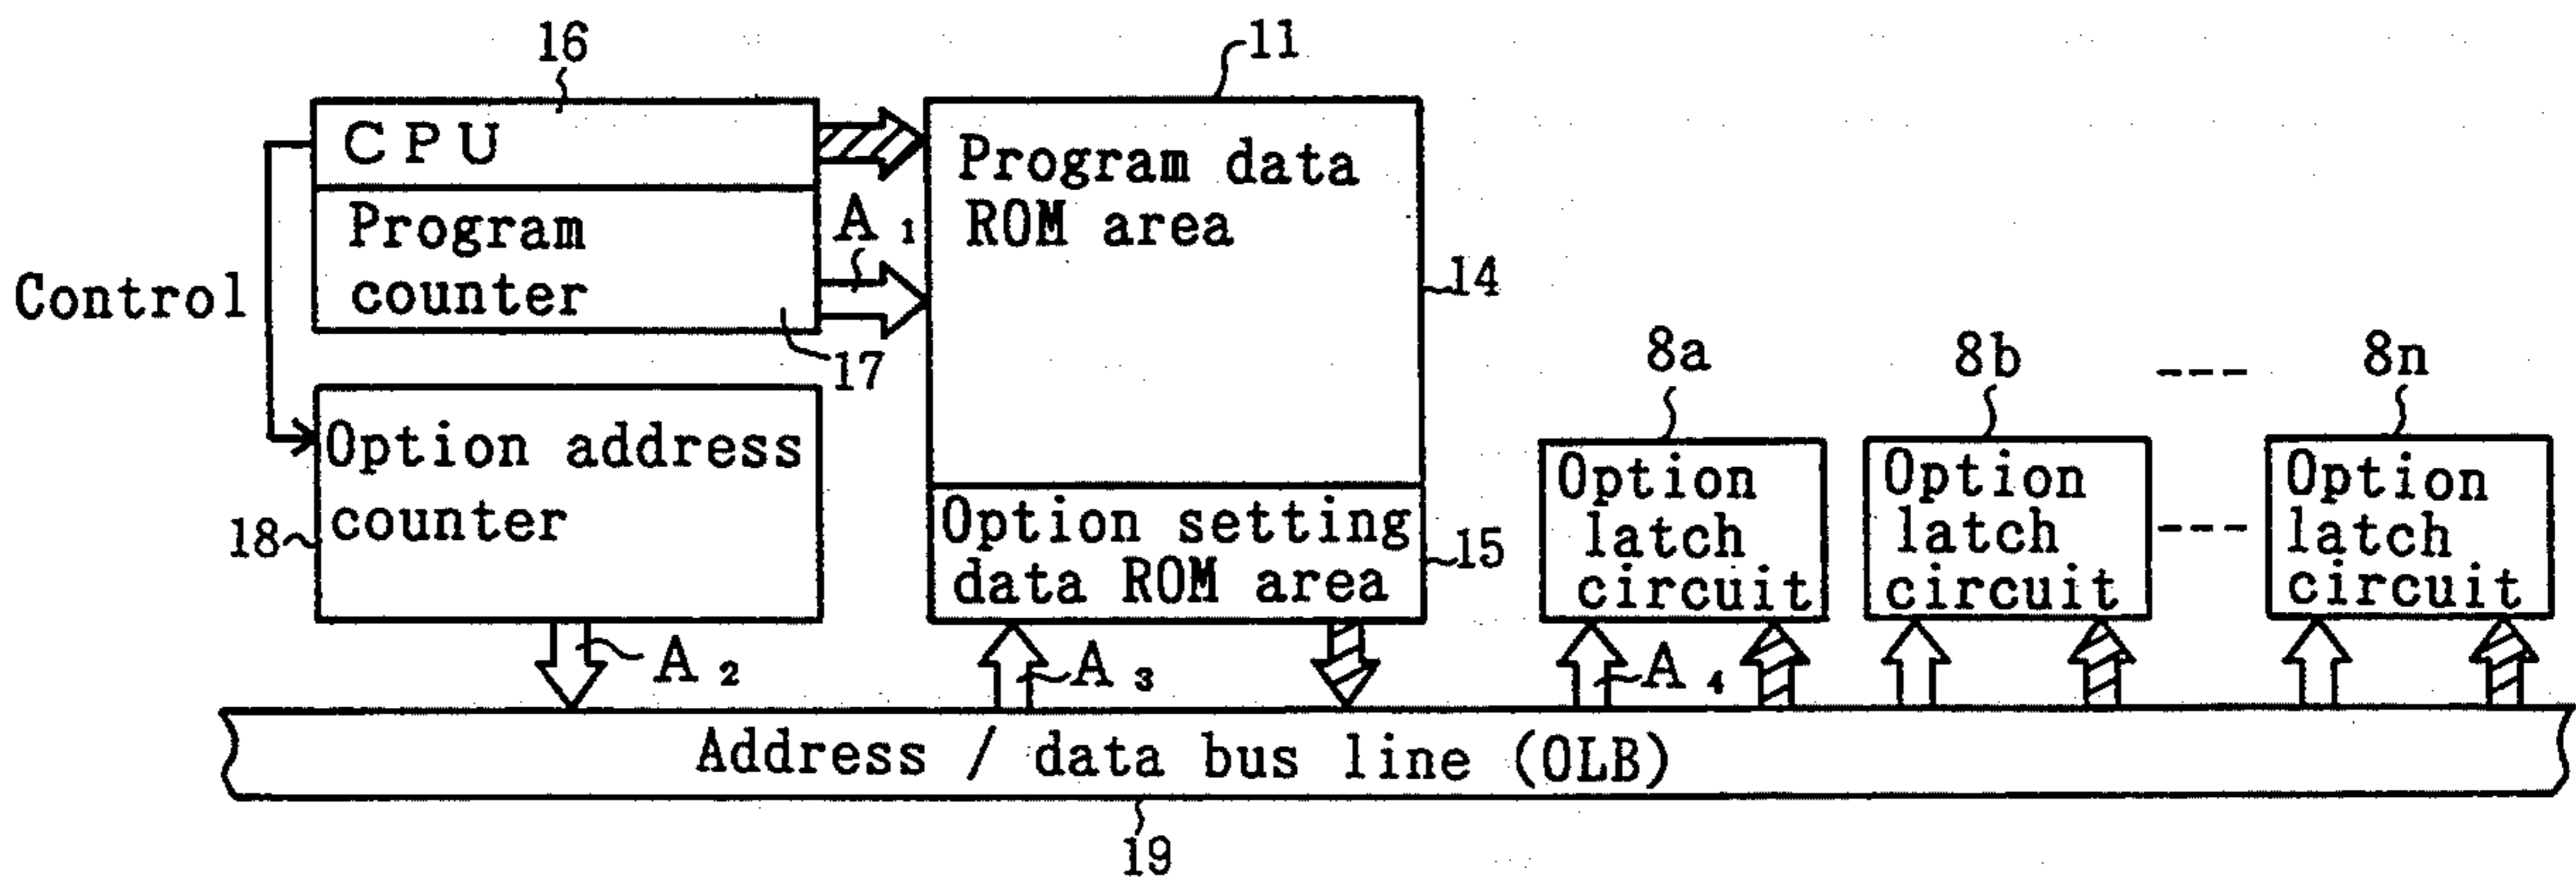 16
11
CPU
Program data
ROM area
Program
counter
A1
Control
14
17
8a
8b
---
8n
Option address
counter
18
Option setting
data ROM area
15
Option
latch
circuit
Option
latch
circuit
---
Option
latch
circuit
A2
A3
A4
Address / data bus line (OLB)
19